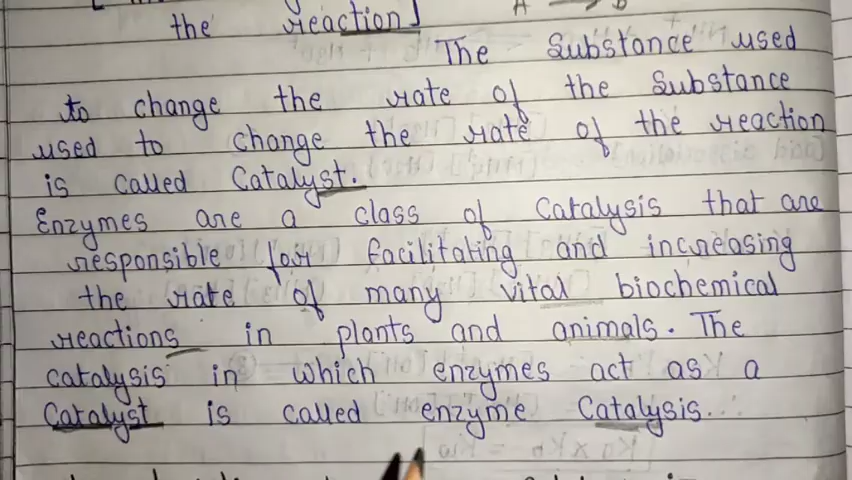 the reaction] A → B
The Substance used
to change the rate of the Substance
used to change the rate of the reaction
is called Catalyst.
Enzymes are a class of Catalysis that are
responsible for facilitating and increasing
the rate of many vital biochemical
reactions in plants and animals. The
catalysis in which enzymes act as a
Catalyst is called enzyme Catalysis.